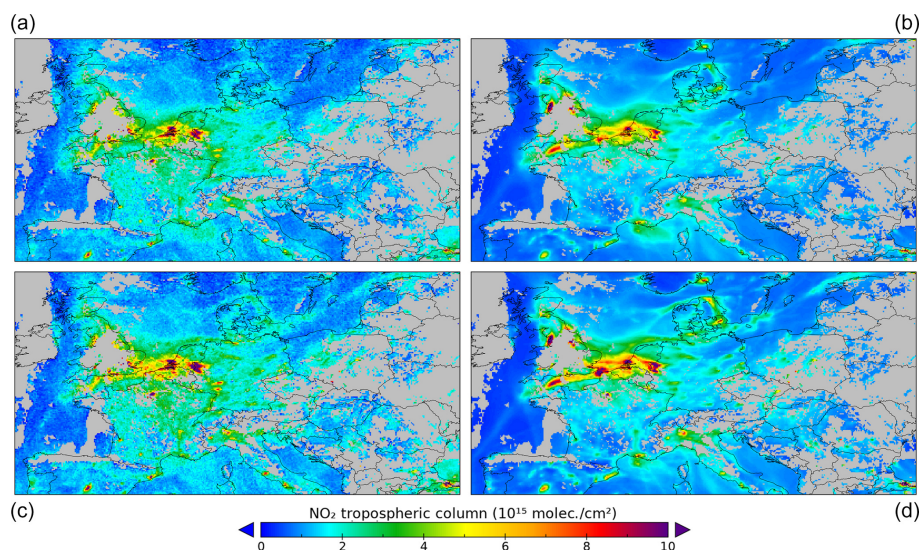 (a)
(b)
(c)
(d)
NO₂ tropospheric column (10¹⁵ molec./cm²)
0 2 4 6 8 10